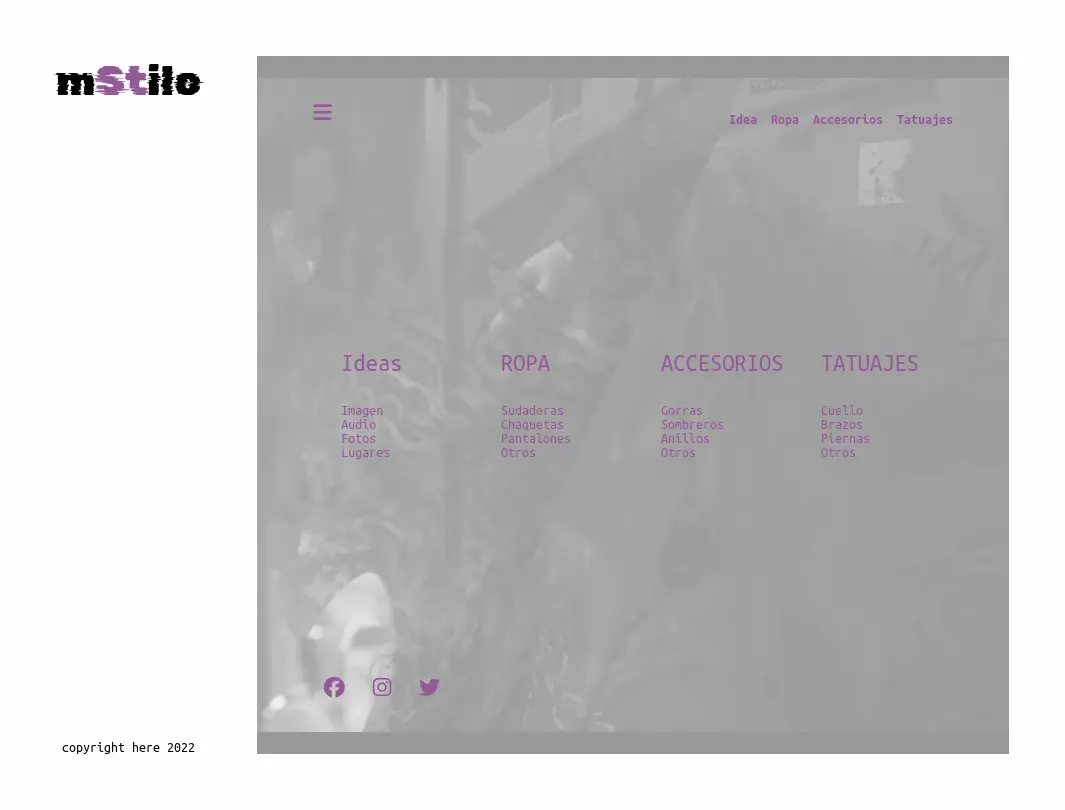 mStilo
Idea Ropa Accesorios Tatuajes
Ideas
Imagen
Audio
Fotos
Lugares
ROPA
Sudaderas
Chaquetas
Pantalones
Otros
ACCESORIOS
Gorras
Sombreros
Anillos
Otros
TATUAJES
Cuello
Brazos
Piernas
Otros
copyright here 2022